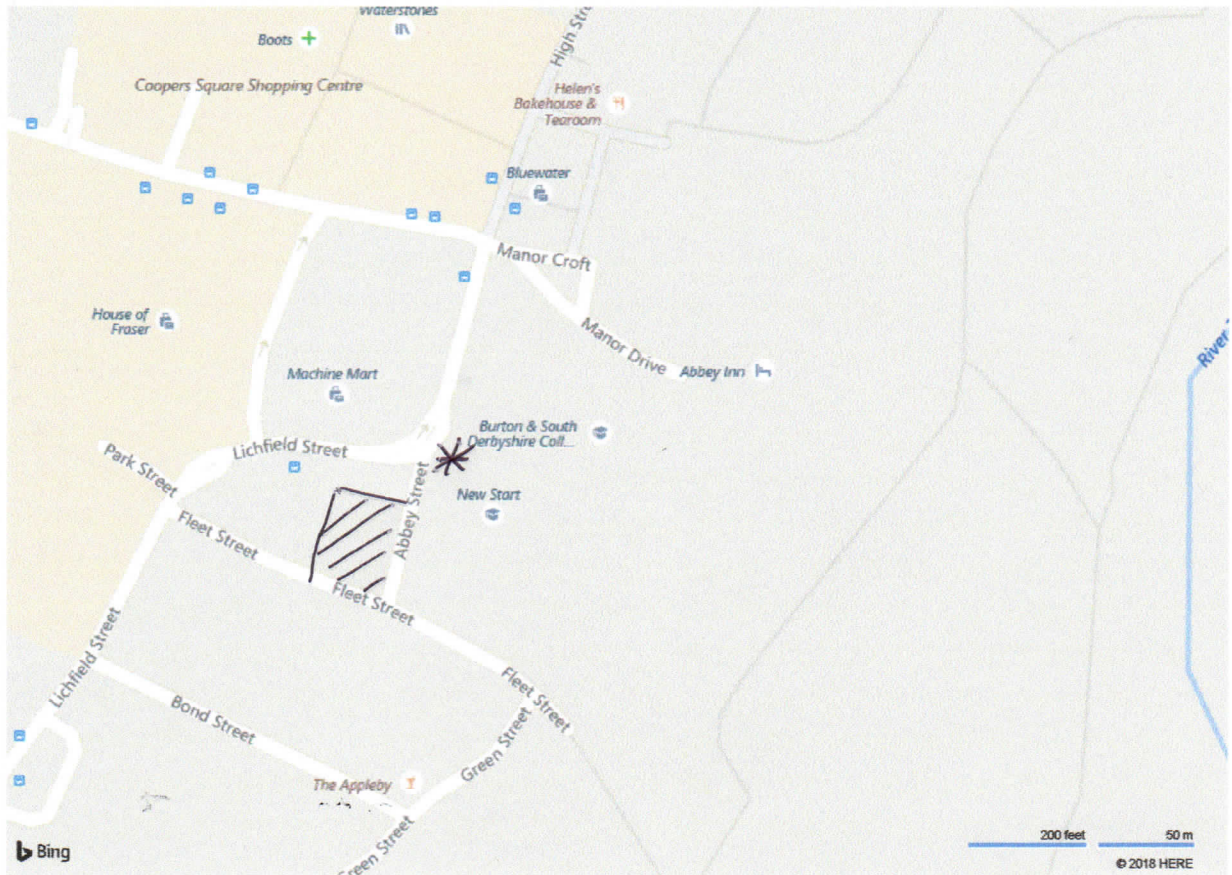 Waterstones
Boots
High Stre
Coopers Square Shopping Centre
Helen's
Bakehouse &
Tearoom
Bluewater
Manor Croft
House of
Fraser
Manor Drive
Abbey Inn
River
Machine Mart
Burton & South
Derbyshire Coll...
Lichfield Street
Park Street
New Start
Abbey Street
Fleet Street
Fleet Street
Lichfield Street
Fleet Street
Bond Street
Green Street
The Appleby
Green Street
200 feet
50 m
Bing
© 2018 HERE